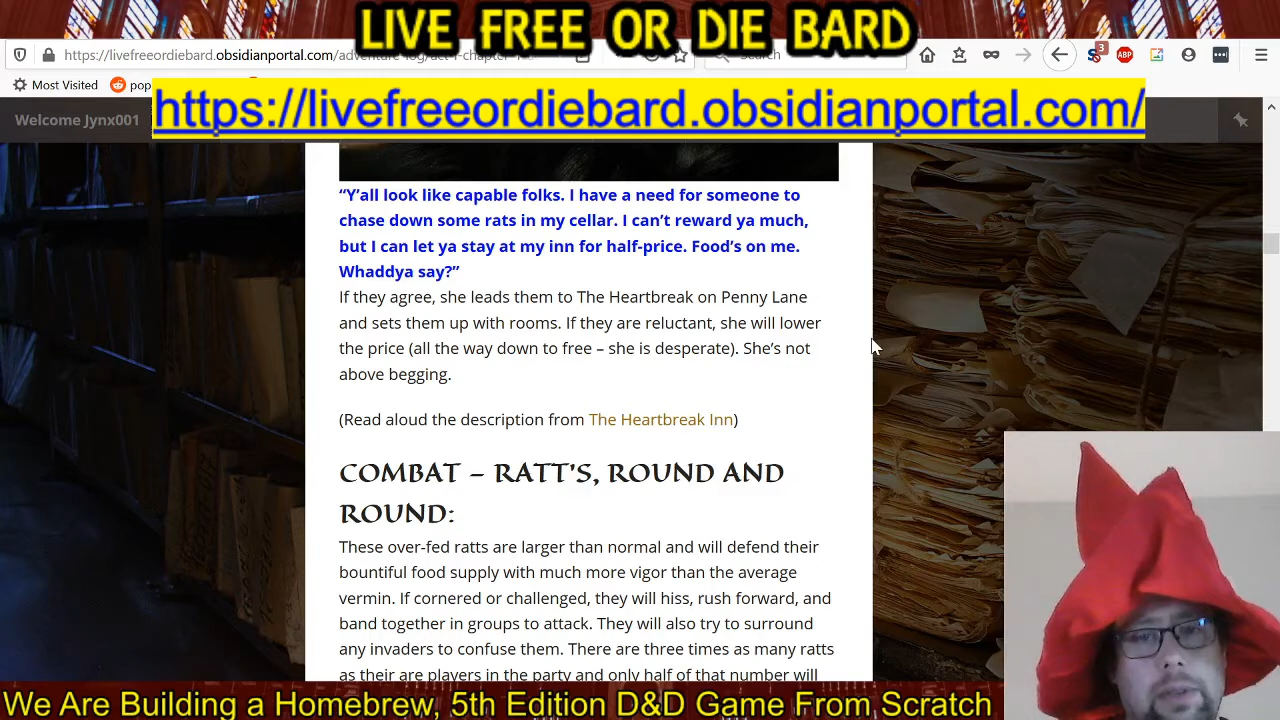 LIVE FREE OR DIE BARD
https://livefreeordiebard.obsidianportal.com/
Search
3
ABP
Most Visited
pop
https://livefreeordiebard.obsidianportal.com/
Welcome Jynx001
“Y’all look like capable folks. I have a need for someone to
chase down some rats in my cellar. I can’t reward ya much,
but I can let ya stay at my inn for half-price. Food’s on me.
Whaddya say?”
If they agree, she leads them to The Heartbreak on Penny Lane
and sets them up with rooms. If they are reluctant, she will lower
the price (all the way down to free – she is desperate). She’s not
above begging.
(Read aloud the description from The Heartbreak Inn)
COMBAT – RATT’S, ROUND AND
ROUND:
These over-fed ratts are larger than normal and will defend their
bountiful food supply with much more vigor than the average
vermin. If cornered or challenged, they will hiss, rush forward, and
band together in groups to attack. They will also try to surround
any invaders to confuse them. There are three times as many ratts
as their are players in the party and only half of that number will
We Are Building a Homebrew, 5th Edition D&D Game From Scratch